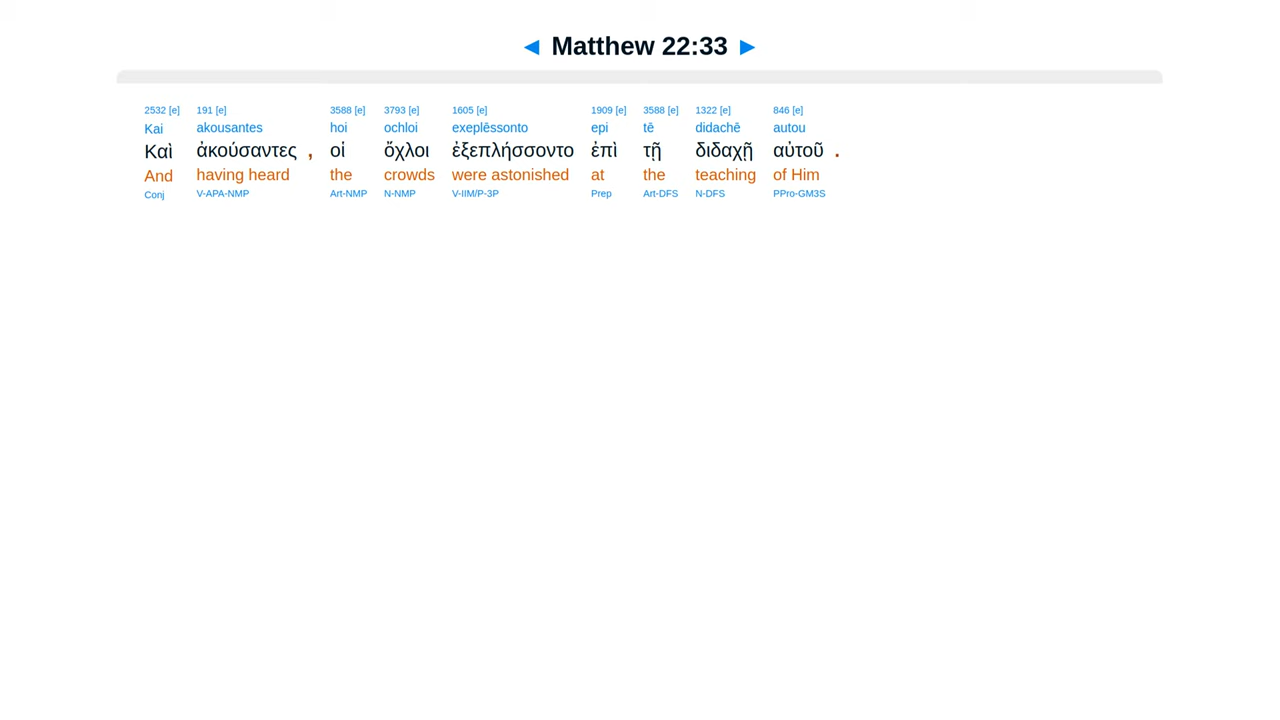 ◄ Matthew 22:33 ►
2532 [e] 191 [e] 3588 [e] 3793 [e] 1605 [e] 1909 [e] 3588 [e] 1322 [e] 846 [e]
Kai akousantes hoi ochloi exeplēssonto epi tē didachē autou
Καὶ ἀκούσαντες , οἱ ὄχλοι ἐξεπλήσσοντο ἐπὶ τῇ διδαχῇ αὐτοῦ .
And having heard the crowds were astonished at the teaching of Him
Conj V-APA-NMP Art-NMP N-NMP V-IIM/P-3P Prep Art-DFS N-DFS PPro-GM3S